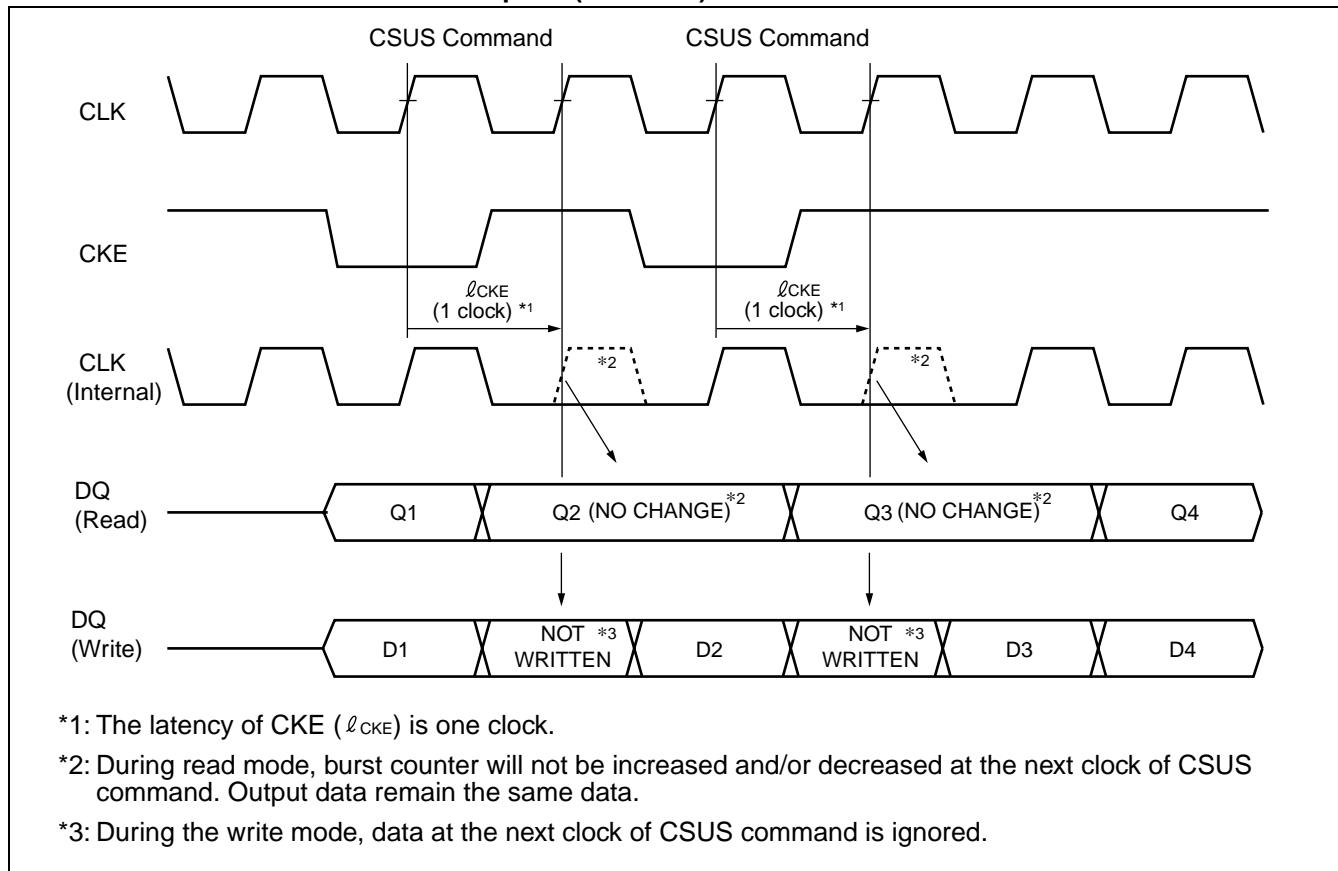 CSUS Command CSUS Command
CLK
CKE
ℓCKE ℓCKE
(1 clock) *1 (1 clock) *1
CLK
(Internal)
*2 *2
DQ
(Read)
Q1 Q2 (NO CHANGE)*2 Q3 (NO CHANGE)*2 Q4
DQ
(Write)
D1 NOT *3 WRITTEN D2 NOT *3 WRITTEN D3 D4
*1: The latency of CKE (ℓCKE) is one clock.
*2: During read mode, burst counter will not be increased and/or decreased at the next clock of CSUS
command. Output data remain the same data.
*3: During the write mode, data at the next clock of CSUS command is ignored.